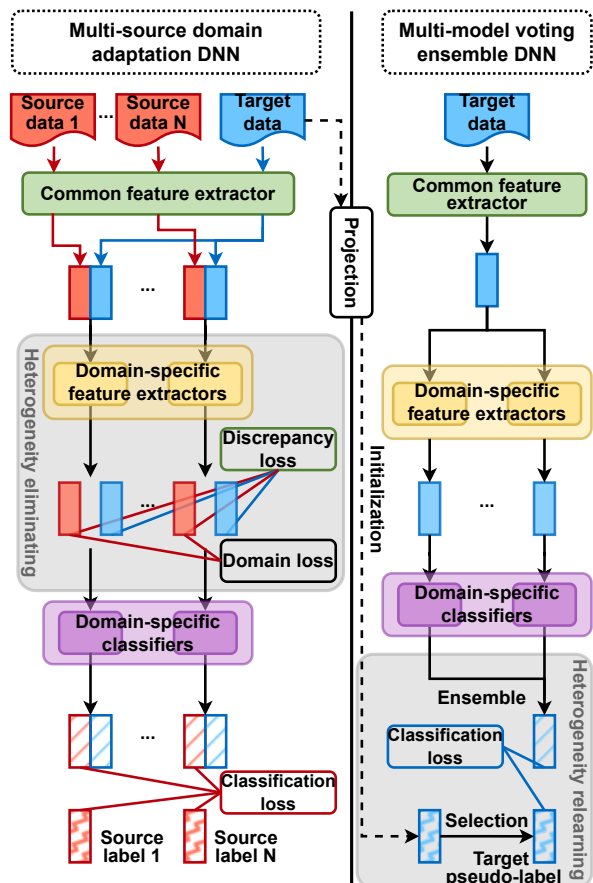 Multi-source domain
adaptation DNN
Source
data 1
...
Source
data N
Target
data
Common feature extractor
...
Heterogeneity eliminating
Domain-specific
feature extractors
Discrepancy
loss
...
Domain loss
Domain-specific
classifiers
...
Classification
loss
Source
label 1
Source
label N
Projection
Initialization
Multi-model voting
ensemble DNN
Target
data
Common feature
extractor
Domain-specific
feature extractors
...
Domain-specific
classifiers
Heterogeneity relearning
Ensemble
Classification
loss
Selection
Target
pseudo-label